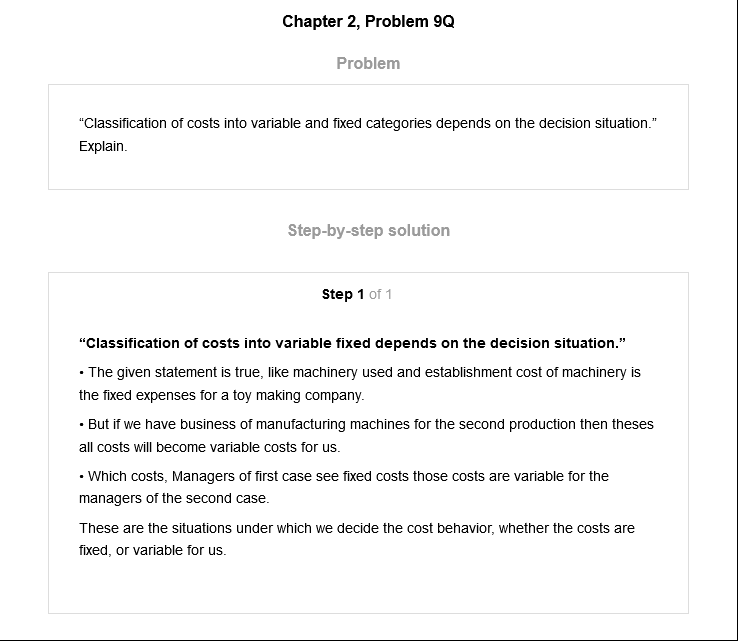 Chapter 2, Problem 9Q
Problem
“Classification of costs into variable and fixed categories depends on the decision situation.”
Explain.
Step-by-step solution
Step 1 of 1
“Classification of costs into variable fixed depends on the decision situation.”
• The given statement is true, like machinery used and establishment cost of machinery is
the fixed expenses for a toy making company.
• But if we have business of manufacturing machines for the second production then theses
all costs will become variable costs for us.
• Which costs, Managers of first case see fixed costs those costs are variable for the
managers of the second case.
These are the situations under which we decide the cost behavior, whether the costs are
fixed, or variable for us.